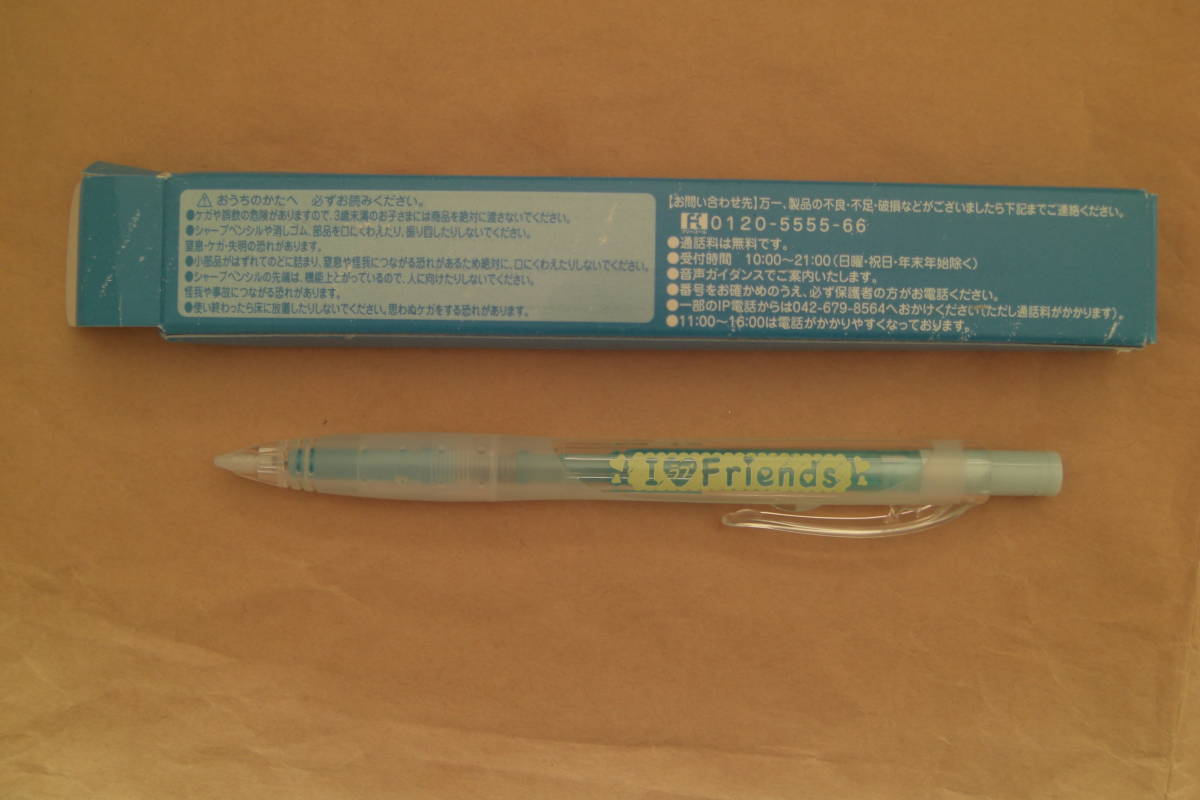 ⚠ おうちのかたへ 必ずお読みください。
●ケガや誤飲の危険がありますので、3歳未満のお子さまには商品を絶対に渡さないでください。
●シャープペンシルや消しゴム、部品を口にくわえたり、振り回したりしないでください。
窒息・ケガ・失明の恐れがあります。
●小部品がはずれてのどに詰まり、窒息や怪我につながる恐れがあるため絶対に、口にくわえたりしないでください。
●シャープペンシルの先端は、機能上とがっているので、人に向けたりしないでください。
怪我や事故につながる恐れがあります。
●使い終わったら床に放置したりしないでください。思わぬケガをする恐れがあります。
【お問い合わせ先】万一、製品の不良・不足・破損などがございましたら下記までご連絡ください。
0120-5555-66
●通話料は無料です。
●受付時間 10:00〜21:00(日曜・祝日・年末年始除く)
●音声ガイダンスでご案内いたします。
●番号をお確かめのうえ、必ず保護者の方がお電話ください。
●一部のIP電話からは042-679-8564へおかけください(ただし通話料がかかります)。
●11:00〜16:00は電話がかかりやすくなっております。
I ラブ Friends